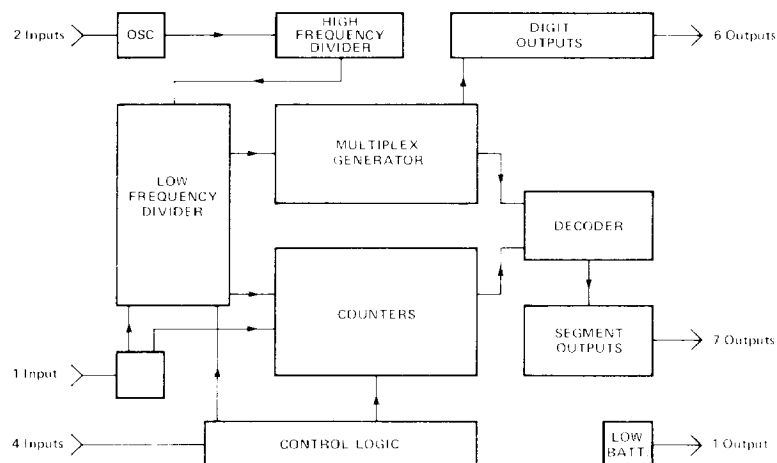 2 Inputs
OSC
HIGH
FREQUENCY
DIVIDER
DIGIT
OUTPUTS
6 Outputs
LOW
FREQUENCY
DIVIDER
MULTIPLEX
GENERATOR
DECODER
COUNTERS
SEGMENT
OUTPUTS
7 Outputs
1 Input
4 Inputs
CONTROL LOGIC
LOW
BATT.
1 Output